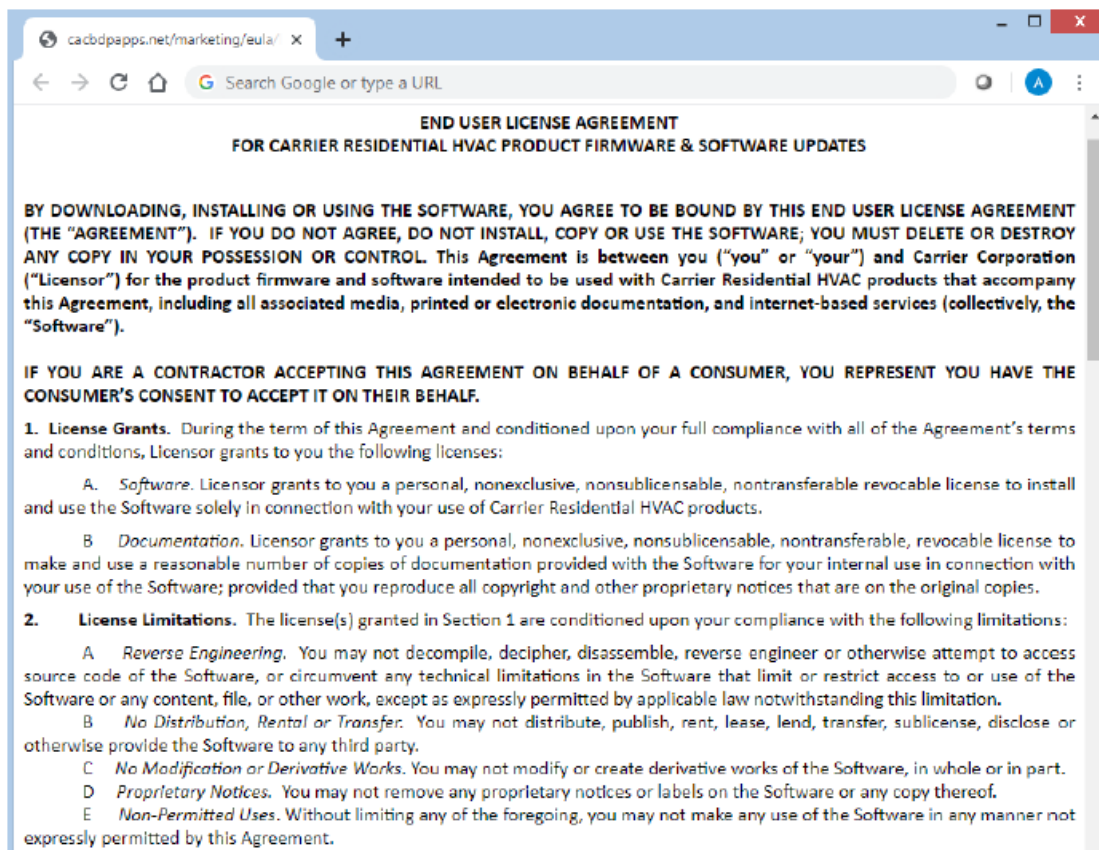 cacbdpapps.net/marketing/eula/
Search Google or type a URL
A
END USER LICENSE AGREEMENT
FOR CARRIER RESIDENTIAL HVAC PRODUCT FIRMWARE & SOFTWARE UPDATES
BY DOWNLOADING, INSTALLING OR USING THE SOFTWARE, YOU AGREE TO BE BOUND BY THIS END USER LICENSE AGREEMENT
(THE “AGREEMENT”). IF YOU DO NOT AGREE, DO NOT INSTALL, COPY OR USE THE SOFTWARE; YOU MUST DELETE OR DESTROY
ANY COPY IN YOUR POSSESSION OR CONTROL. This Agreement is between you (“you” or “your”) and Carrier Corporation
(“Licensor”) for the product firmware and software intended to be used with Carrier Residential HVAC products that accompany
this Agreement, including all associated media, printed or electronic documentation, and internet-based services (collectively, the
“Software”).
IF YOU ARE A CONTRACTOR ACCEPTING THIS AGREEMENT ON BEHALF OF A CONSUMER, YOU REPRESENT YOU HAVE THE
CONSUMER’S CONSENT TO ACCEPT IT ON THEIR BEHALF.
1. License Grants. During the term of this Agreement and conditioned upon your full compliance with all of the Agreement’s terms
and conditions, Licensor grants to you the following licenses:
A. Software. Licensor grants to you a personal, nonexclusive, nonsublicensable, nontransferable revocable license to install
and use the Software solely in connection with your use of Carrier Residential HVAC products.
B Documentation. Licensor grants to you a personal, nonexclusive, nonsublicensable, nontransferable, revocable license to
make and use a reasonable number of copies of documentation provided with the Software for your internal use in connection with
your use of the Software; provided that you reproduce all copyright and other proprietary notices that are on the original copies.
2. License Limitations. The license(s) granted in Section 1 are conditioned upon your compliance with the following limitations:
A Reverse Engineering. You may not decompile, decipher, disassemble, reverse engineer or otherwise attempt to access
source code of the Software, or circumvent any technical limitations in the Software that limit or restrict access to or use of the
Software or any content, file, or other work, except as expressly permitted by applicable law notwithstanding this limitation.
B No Distribution, Rental or Transfer. You may not distribute, publish, rent, lease, lend, transfer, sublicense, disclose or
otherwise provide the Software to any third party.
C No Modification or Derivative Works. You may not modify or create derivative works of the Software, in whole or in part.
D Proprietary Notices. You may not remove any proprietary notices or labels on the Software or any copy thereof.
E Non-Permitted Uses. Without limiting any of the foregoing, you may not make any use of the Software in any manner not
expressly permitted by this Agreement.